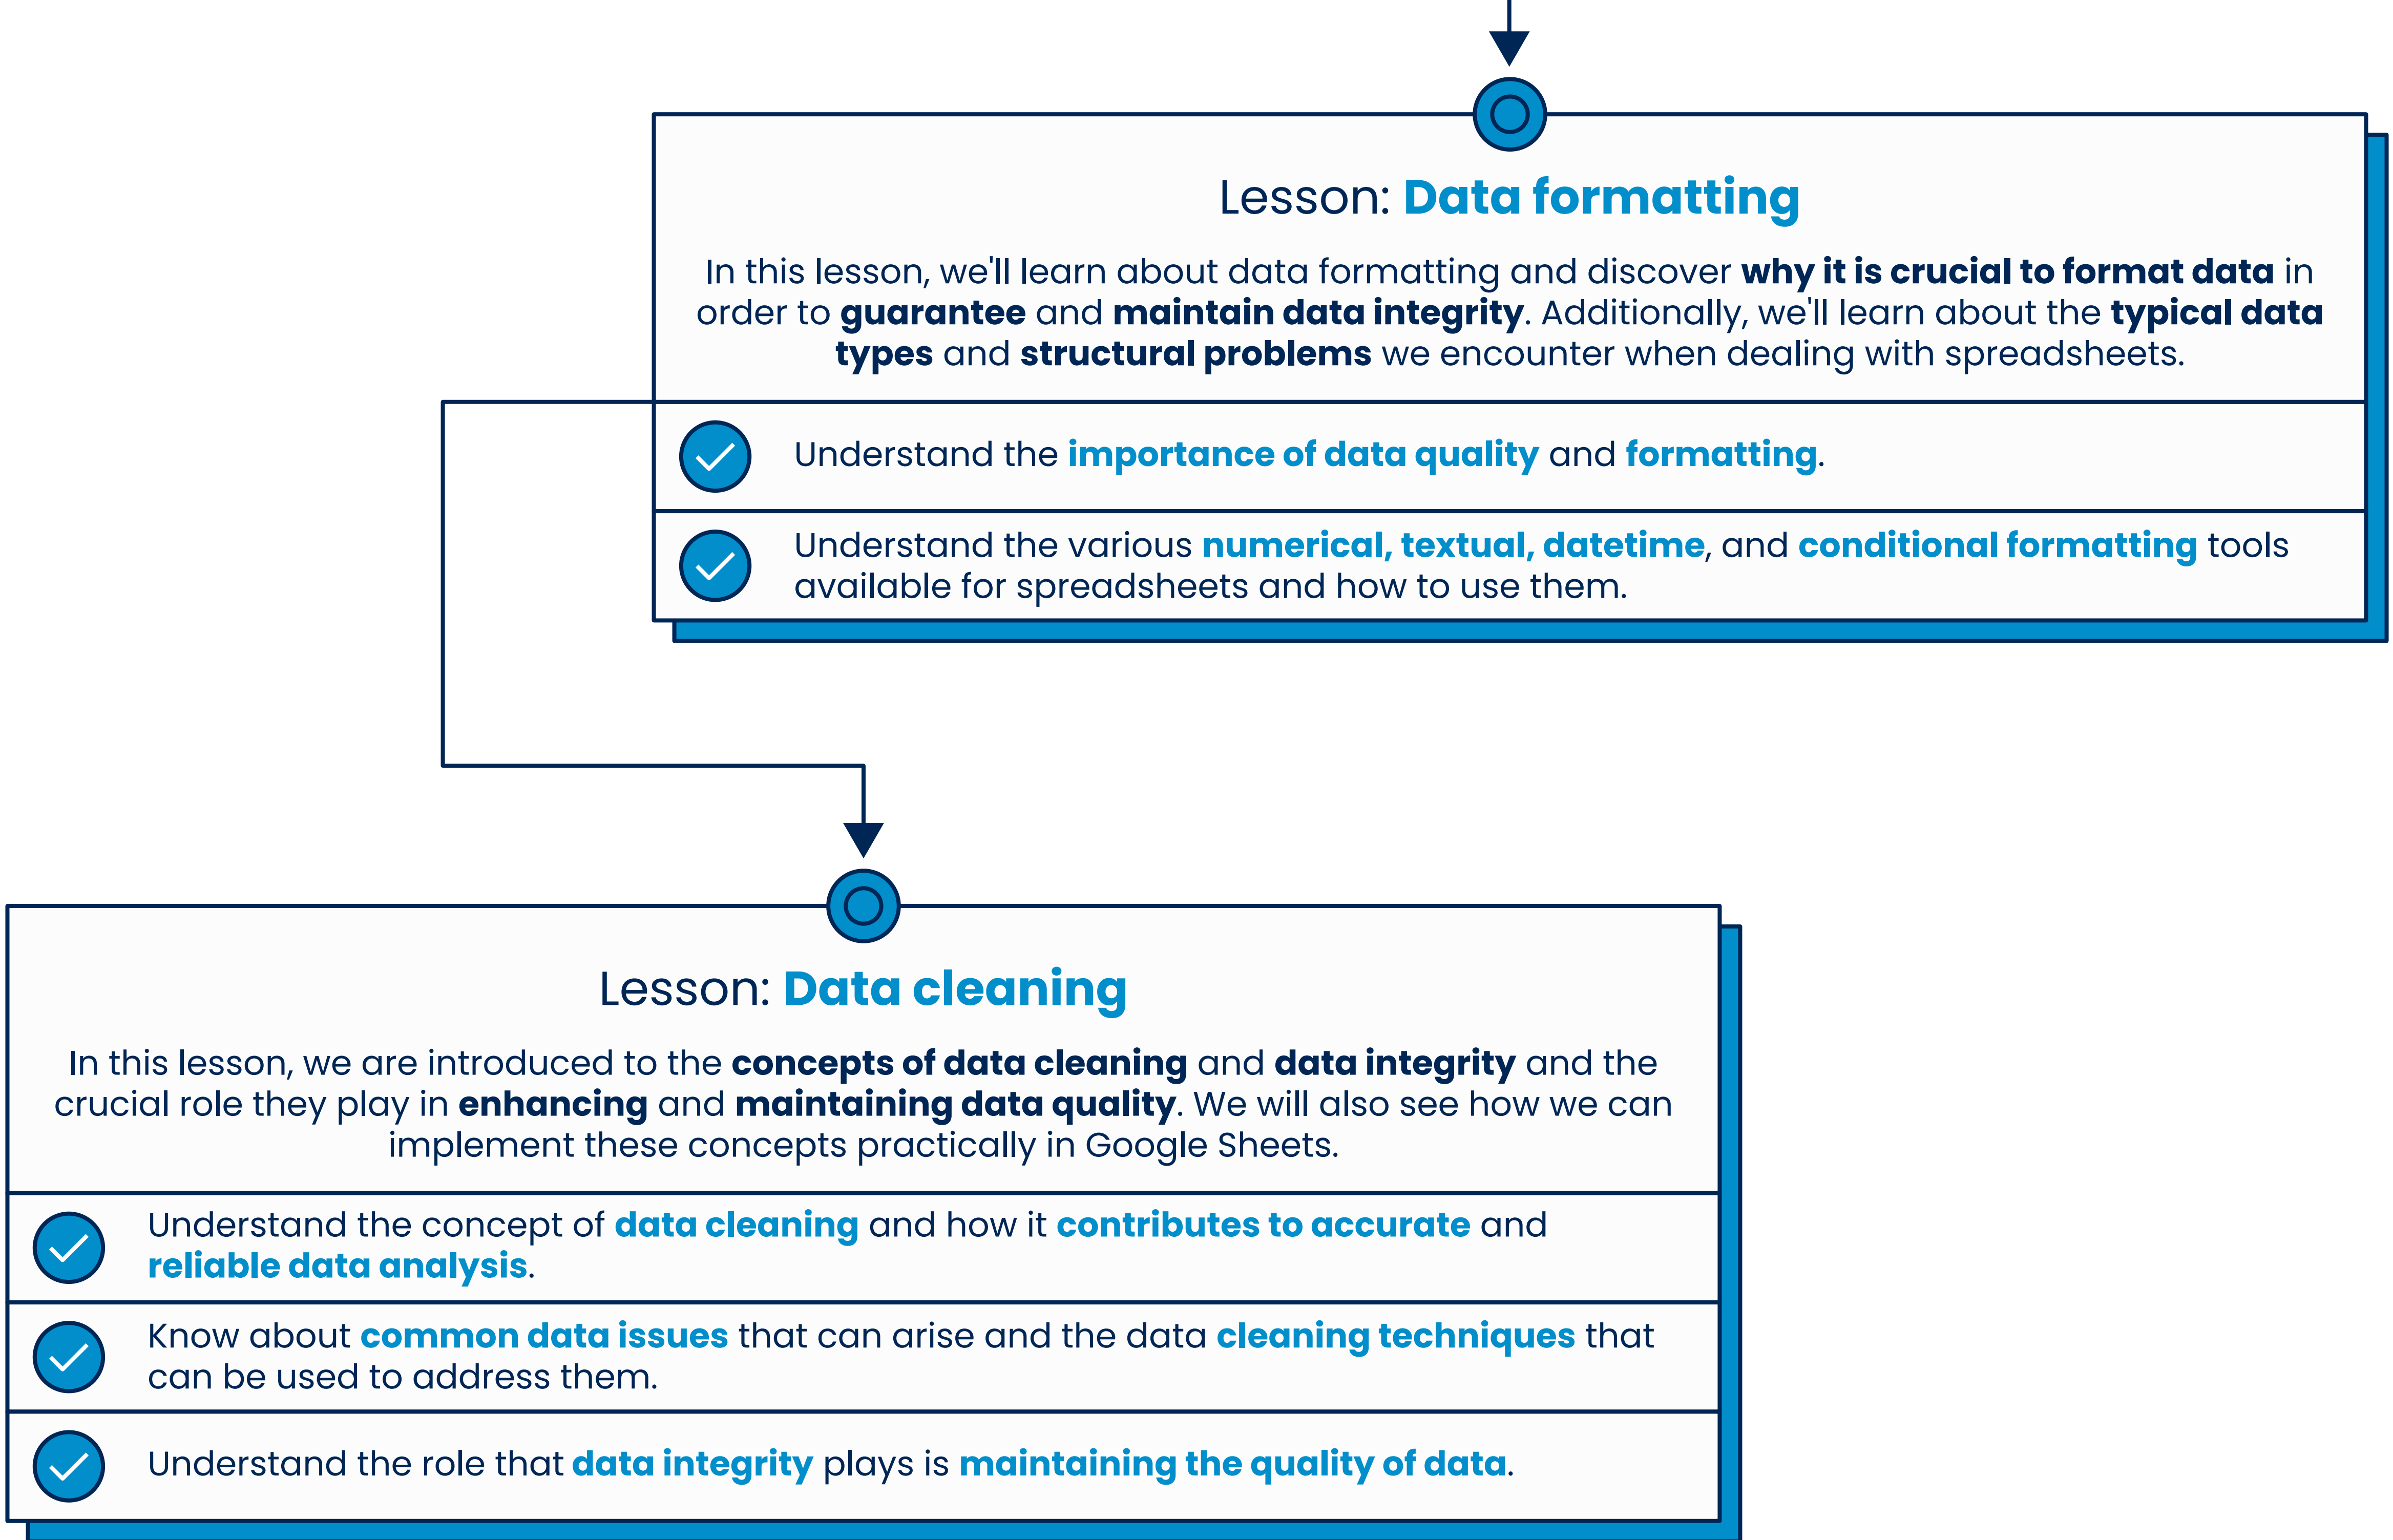 Lesson: Data formatting
In this lesson, we'll learn about data formatting and discover why it is crucial to format data in
order to guarantee and maintain data integrity. Additionally, we'll learn about the typical data
types and structural problems we encounter when dealing with spreadsheets.
Understand the importance of data quality and formatting.
Understand the various numerical, textual, datetime, and conditional formatting tools
available for spreadsheets and how to use them.
Lesson: Data cleaning
In this lesson, we are introduced to the concepts of data cleaning and data integrity and the
crucial role they play in enhancing and maintaining data quality. We will also see how we can
implement these concepts practically in Google Sheets.
Understand the concept of data cleaning and how it contributes to accurate and
reliable data analysis.
Know about common data issues that can arise and the data cleaning techniques that
can be used to address them.
Understand the role that data integrity plays is maintaining the quality of data.